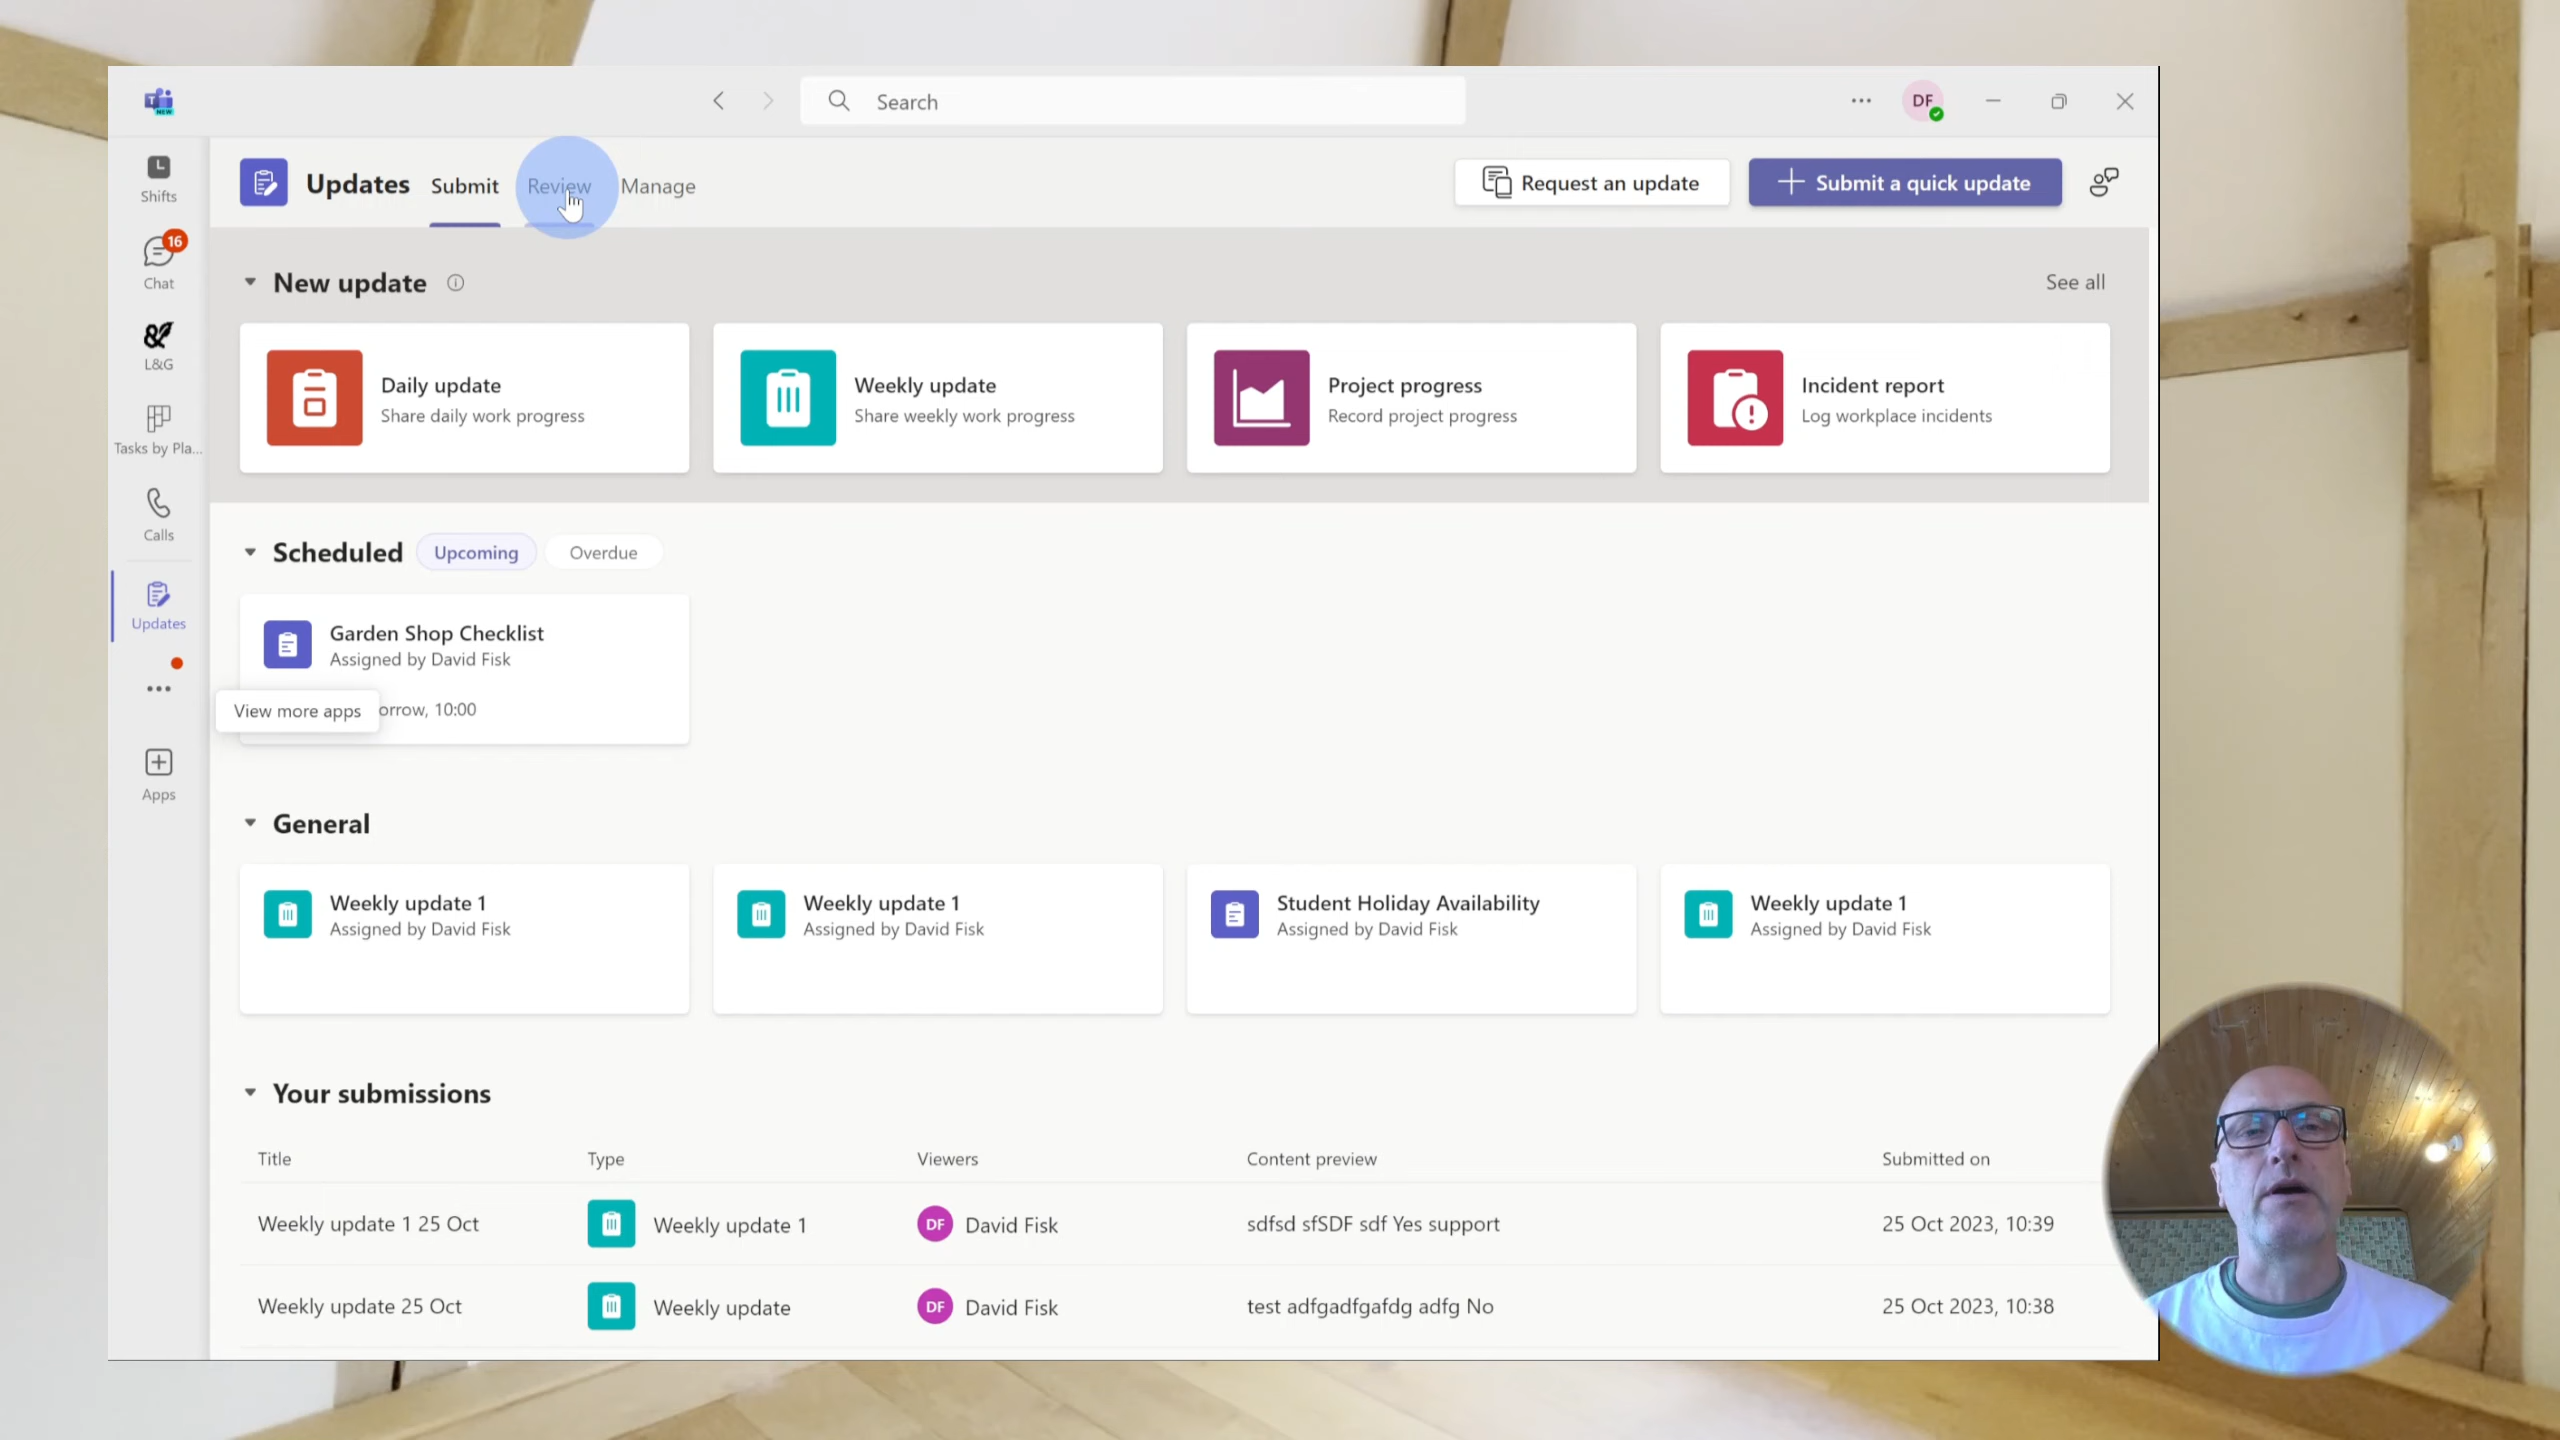 Search
DF
Shifts
16
Chat
L&G
Tasks by Pla...
Calls
Updates
View more apps
Apps
Updates
Submit
Review
Manage
Request an update
Submit a quick update
New update
See all
Daily update
Share daily work progress
Weekly update
Share weekly work progress
Project progress
Record project progress
Incident report
Log workplace incidents
Scheduled
Upcoming
Overdue
Garden Shop Checklist
Assigned by David Fisk
orrow, 10:00
General
Weekly update 1
Assigned by David Fisk
Weekly update 1
Assigned by David Fisk
Student Holiday Availability
Assigned by David Fisk
Weekly update 1
Assigned by David Fisk
Your submissions
Title Type Viewers Content preview Submitted on
Weekly update 1 25 Oct Weekly update 1 DF David Fisk sdfsd sfSDF sdf Yes support 25 Oct 2023, 10:39
Weekly update 25 Oct Weekly update DF David Fisk test adfgadfgafdg adfg No 25 Oct 2023, 10:38